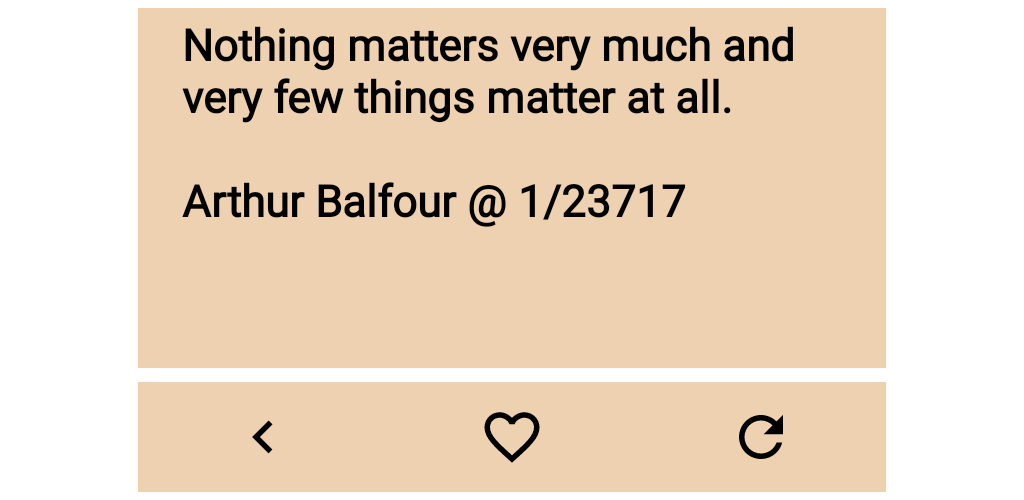 Nothing matters very much and
very few things matter at all.
Arthur Balfour @ 1/23717